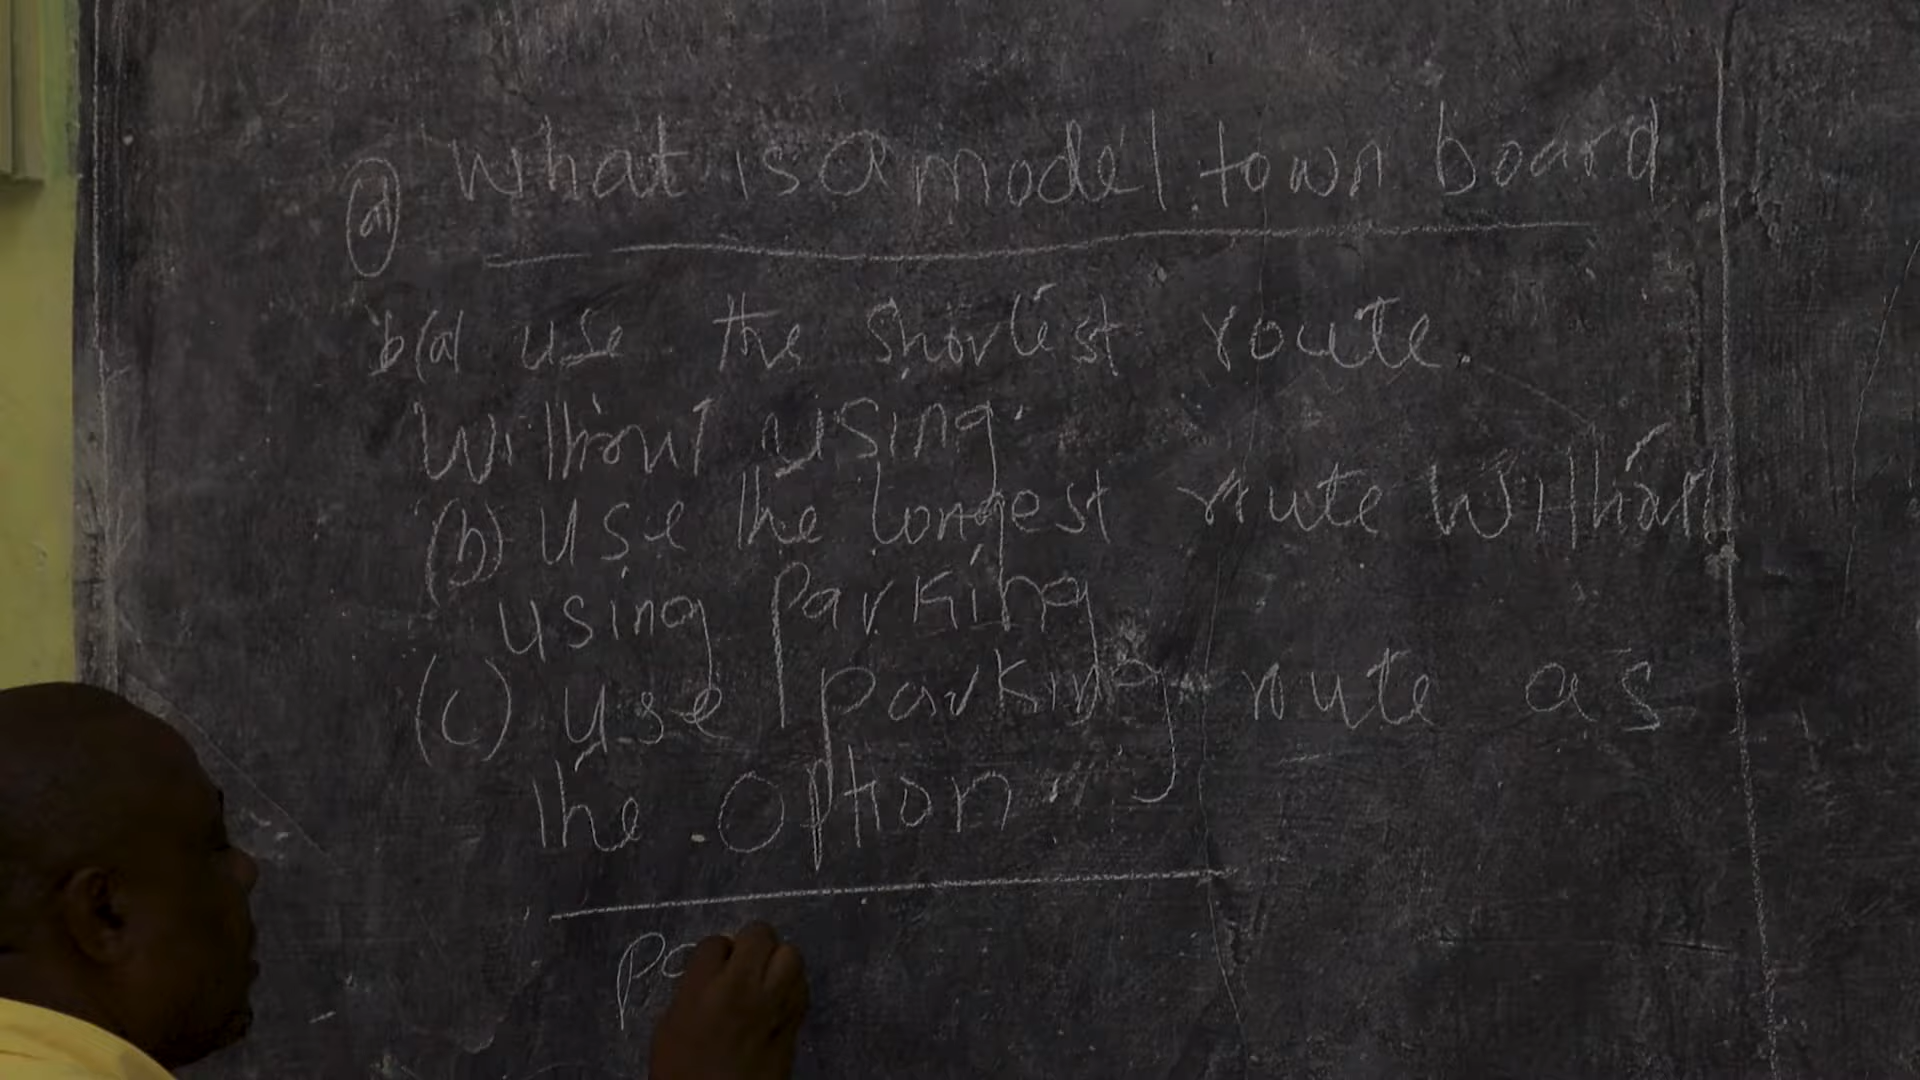 (a) What is a model town board
b(a) use the shortest route.
Without using.
(b) Use the longest route Without
using parking
(c) Use parking route as
the option
Pa